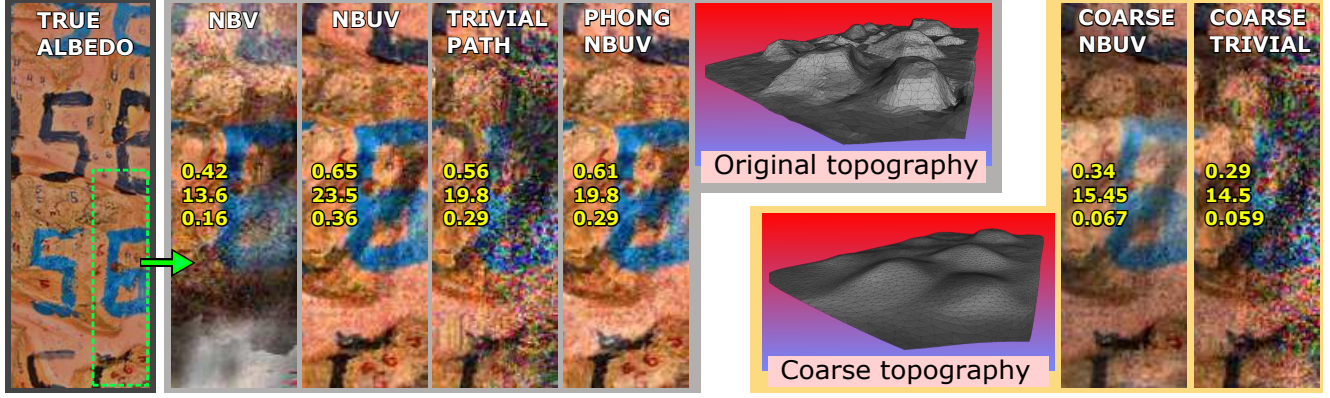 TRUE
ALBEDO
NBV
0.42
13.6
0.16
NBUV
0.65
23.5
0.36
TRIVIAL
PATH
0.56
19.8
0.29
PHONG
NBUV
0.61
19.8
0.29
Original topography
Coarse topography
COARSE
NBUV
0.34
15.45
0.067
COARSE
TRIVIAL
0.29
14.5
0.059
56